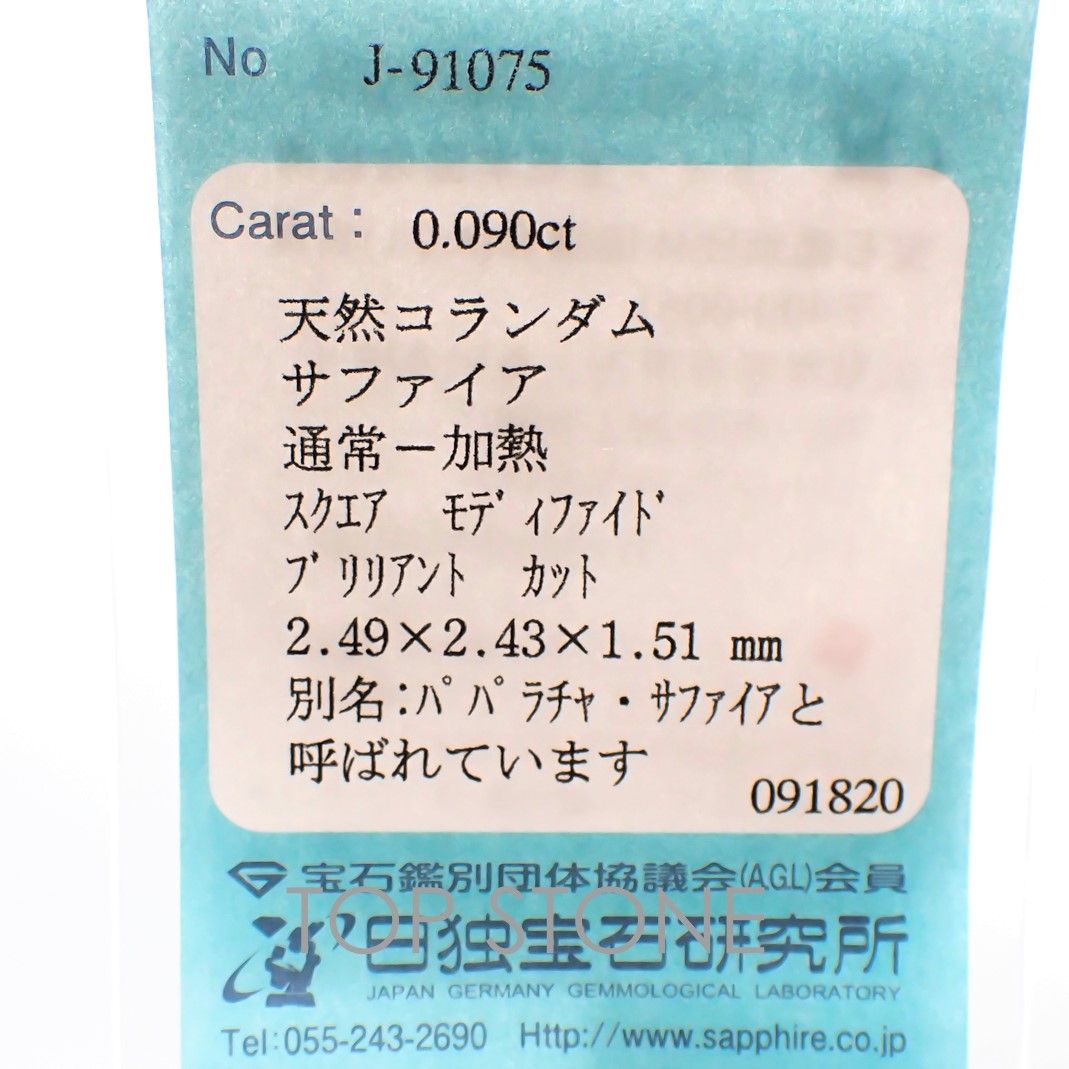 No J-91075
Carat: 0.090ct
天然コランダム
サファイア
通常－加熱
ｽｸｴｱ ﾓﾃﾞｨﾌｧｲﾄﾞ
ﾌﾞﾘﾘｱﾝﾄ ｶｯﾄ
2.49×2.43×1.51 mm
別名:ﾊﾟﾊﾟﾗﾁｬ・ｻﾌｧｲｱと
呼ばれています
091820
宝石鑑別団体協議会(A.G.L)会員
TOP STONE
日独宝石研究所
JAPAN GERMANY GEMMOLOGICAL LABORATORY
Tel:055-243-2690 Http://www.sapphire.co.jp